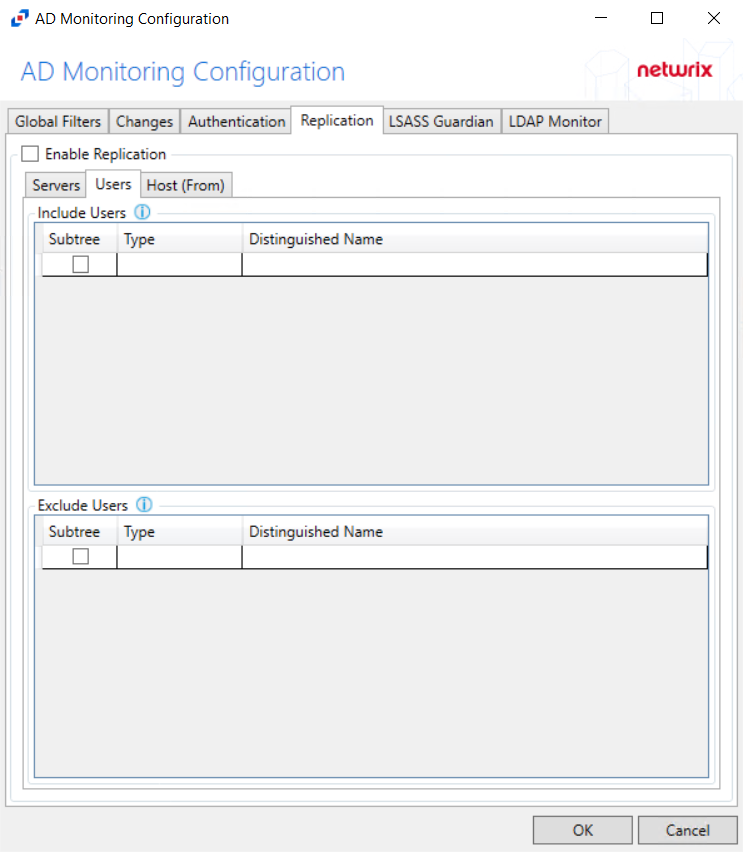 AD Monitoring Configuration
AD Monitoring Configuration
netwrix
Global Filters Changes Authentication Replication LSASS Guardian LDAP Monitor
Enable Replication
Servers Users Host (From)
Include Users
Subtree Type Distinguished Name
Exclude Users
Subtree Type Distinguished Name
OK Cancel